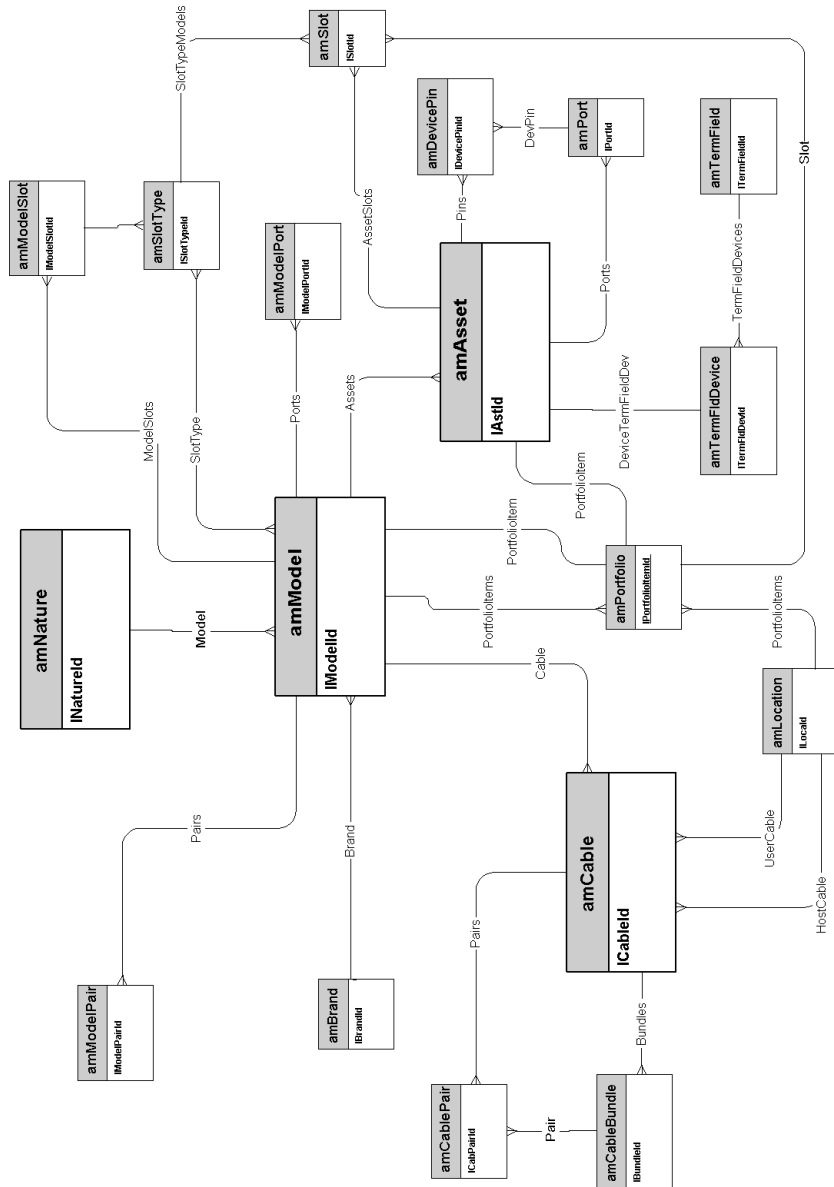 amModelSlot
lModelSlotId
amNature
lNatureId
amModelPair
lModelPairId
ModelSlots
amSlotType
lSlotTypeId
SlotTypeModels
Pairs
Model
SlotType
amModelPort
lModelPortId
Ports
amModel
lModelId
amBrand
lBrandId
Brand
Assets
amSlot
lSlotId
AssetSlots
amCablePair
lCabPairId
Pairs
amAsset
lAstId
amDevicePin
lDevicePinId
Pins
PortfolioItems
Cable
PortfolioItem
DevPin
Pair
amCable
lCableId
PortfolioItem
amPort
lPortId
Ports
amCableBundle
lBundleId
Bundles
amPortfolio
lPortfolioItemId
DeviceTermFieldDev
amTermFldDevice
lTermFldDevId
TermFieldDevices
amTermField
lTermFieldId
UserCable
amLocation
lLocaId
PortfolioItems
HostCable
Slot